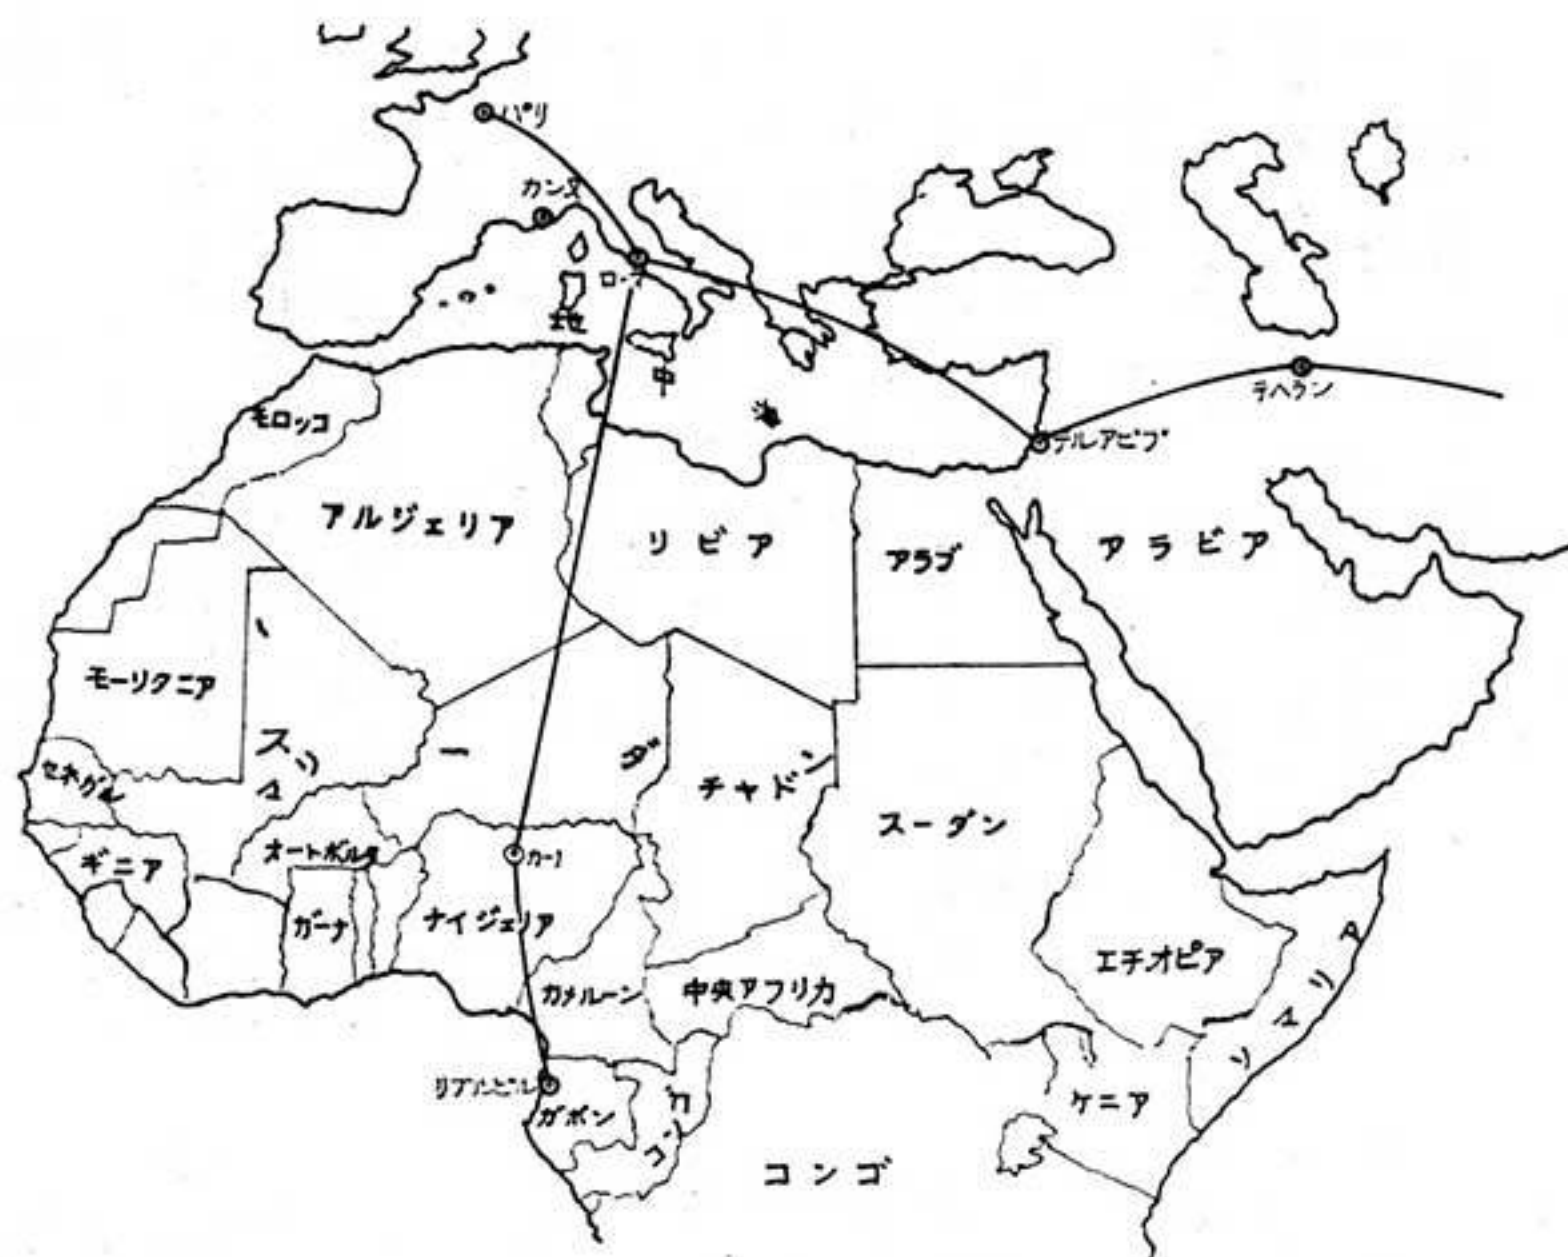 パリ
カンヌ
ローマ
地
中
海
テヘラン
テルアビブ
モロッコ
アルジェリア
リビア
アラブ
アラビア
モーリタニア
セネガル
スーダン
チャド
オートボルタ
ギニア
カノ
ガーナ
ナイジェリア
エチオピア
ソマリア
カメルーン
中央アフリカ
リブルビル
ガボン
コンゴ
ケニア
コンゴ